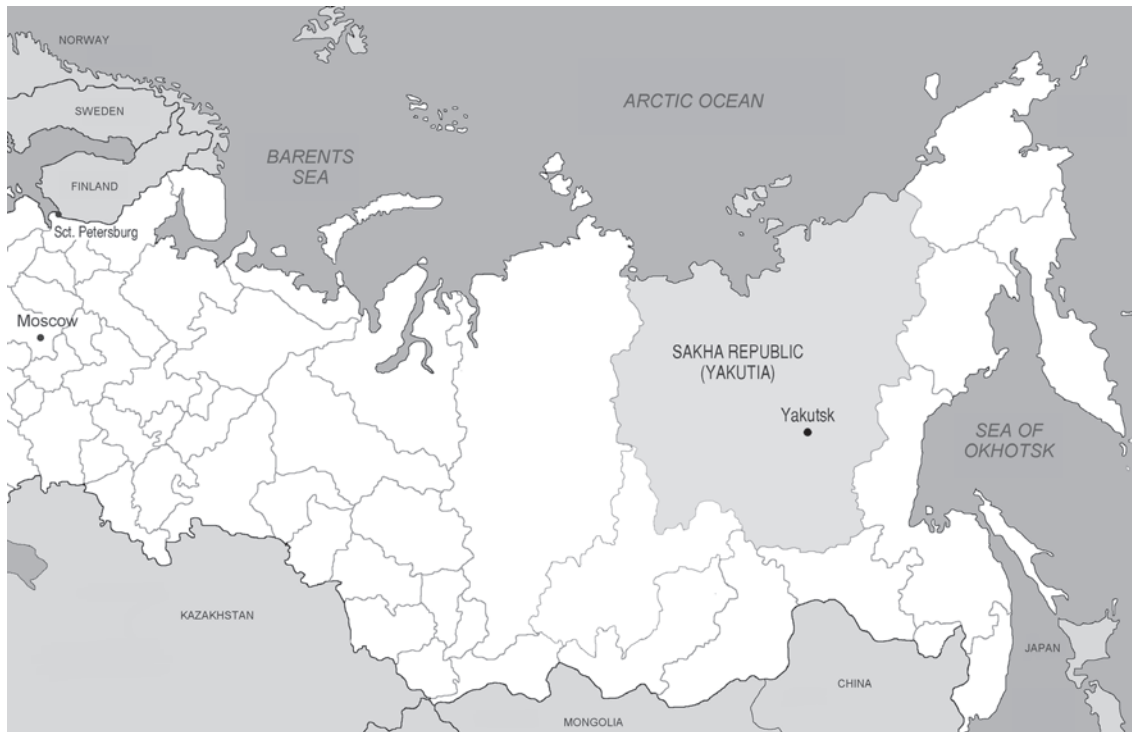 NORWAY
ARCTIC OCEAN
SWEDEN
BARENTS
SEA
FINLAND
Sct. Petersburg
Moscow
SAKHA REPUBLIC
(YAKUTIA)
Yakutsk
SEA OF
OKHOTSK
KAZAKHSTAN
JAPAN
CHINA
MONGOLIA